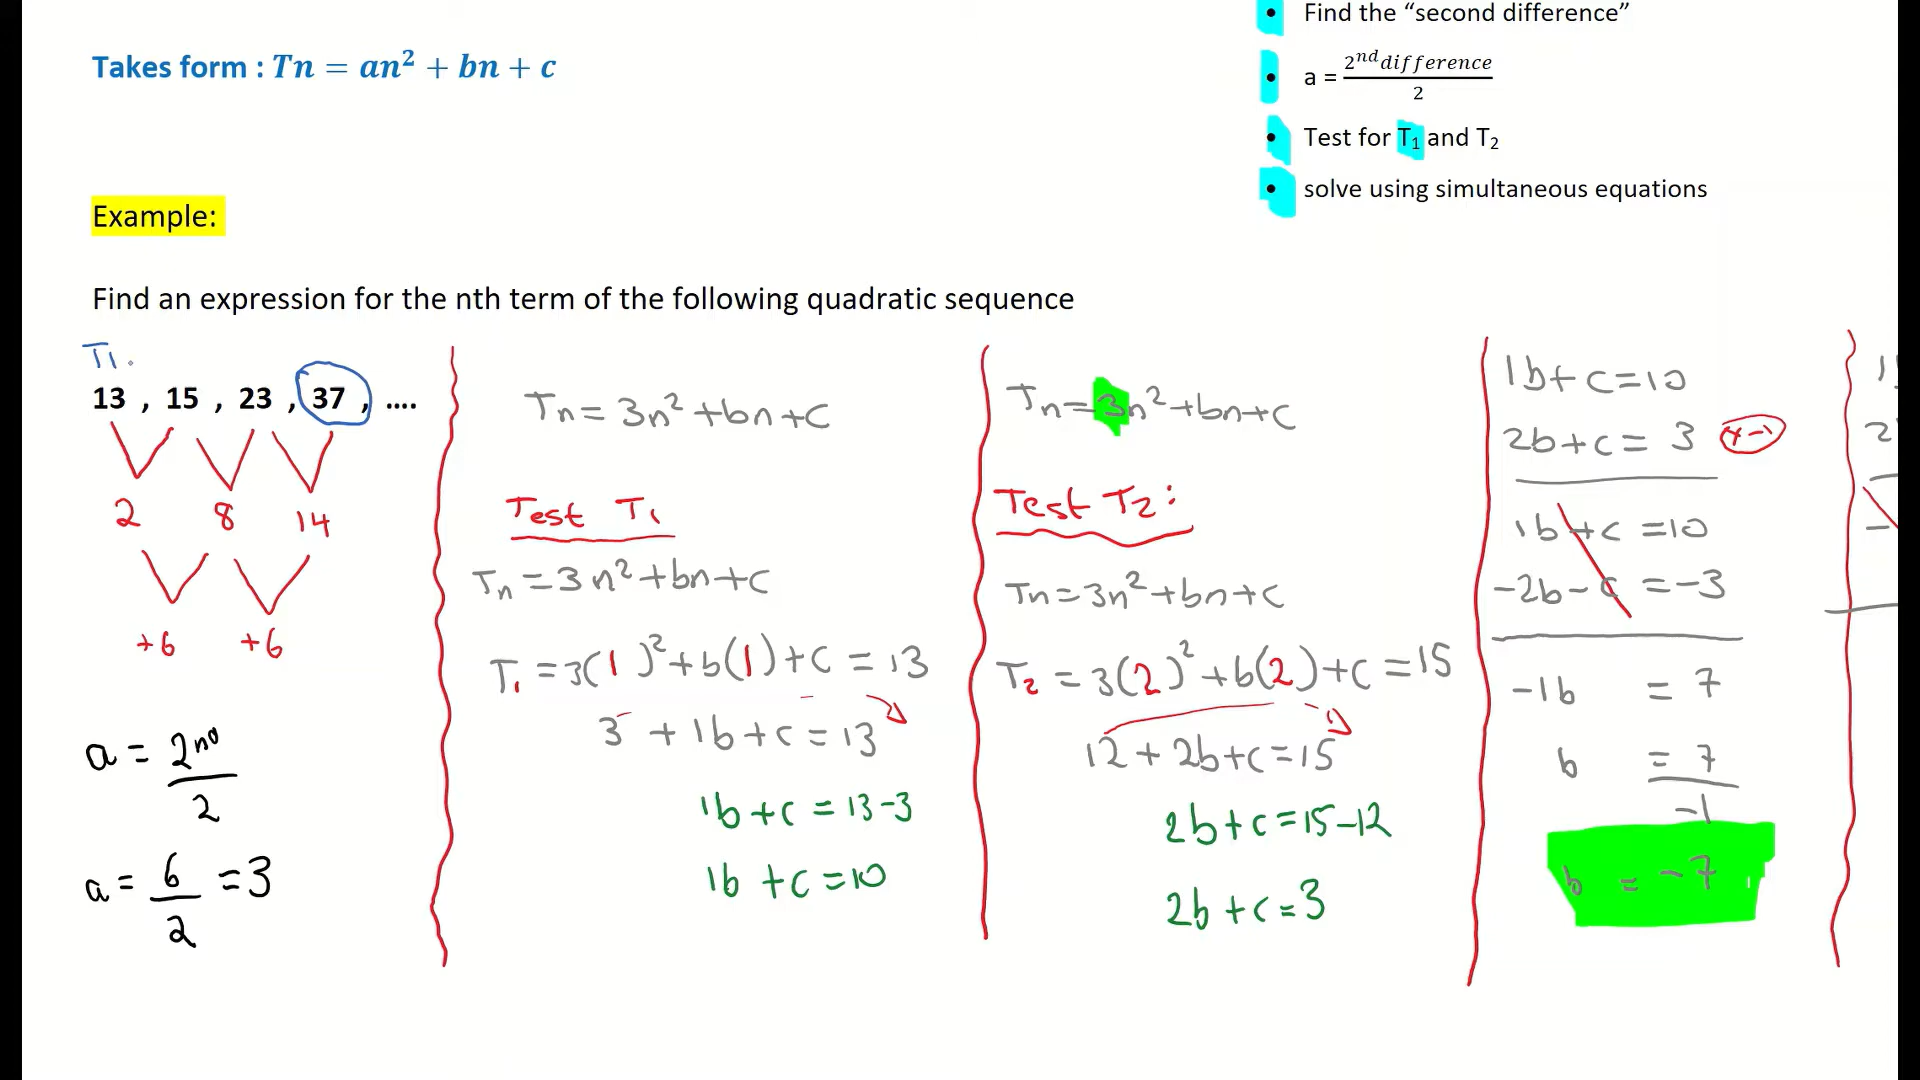 Takes form : Tn = an² + bn + c
• Find the “second difference”
• a = 2ⁿᵈ difference / 2
• Test for T₁ and T₂
• solve using simultaneous equations
Example:
Find an expression for the nth term of the following quadratic sequence
T1
13 , 15 , 23 , 37 , ....
2 8 14
+6 +6
a = 2nd / 2
a = 6/2 = 3
Tn = 3n² + bn + c
Test T₁
Tn = 3n² + bn + c
T₁ = 3(1)² + b(1) + c = 13
3 + 1b + c = 13
1b + c = 13 - 3
1b + c = 10
Tn = 3n² + bn + c
Test T₂:
Tn = 3n² + bn + c
T₂ = 3(2)² + b(2) + c = 15
12 + 2b + c = 15
2b + c = 15 - 12
2b + c = 3
1b + c = 10
2b + c = 3 (x-1)
1b + c = 10
-2b - c = -3
-1b = 7
b = 7 / -1
b = -7
2